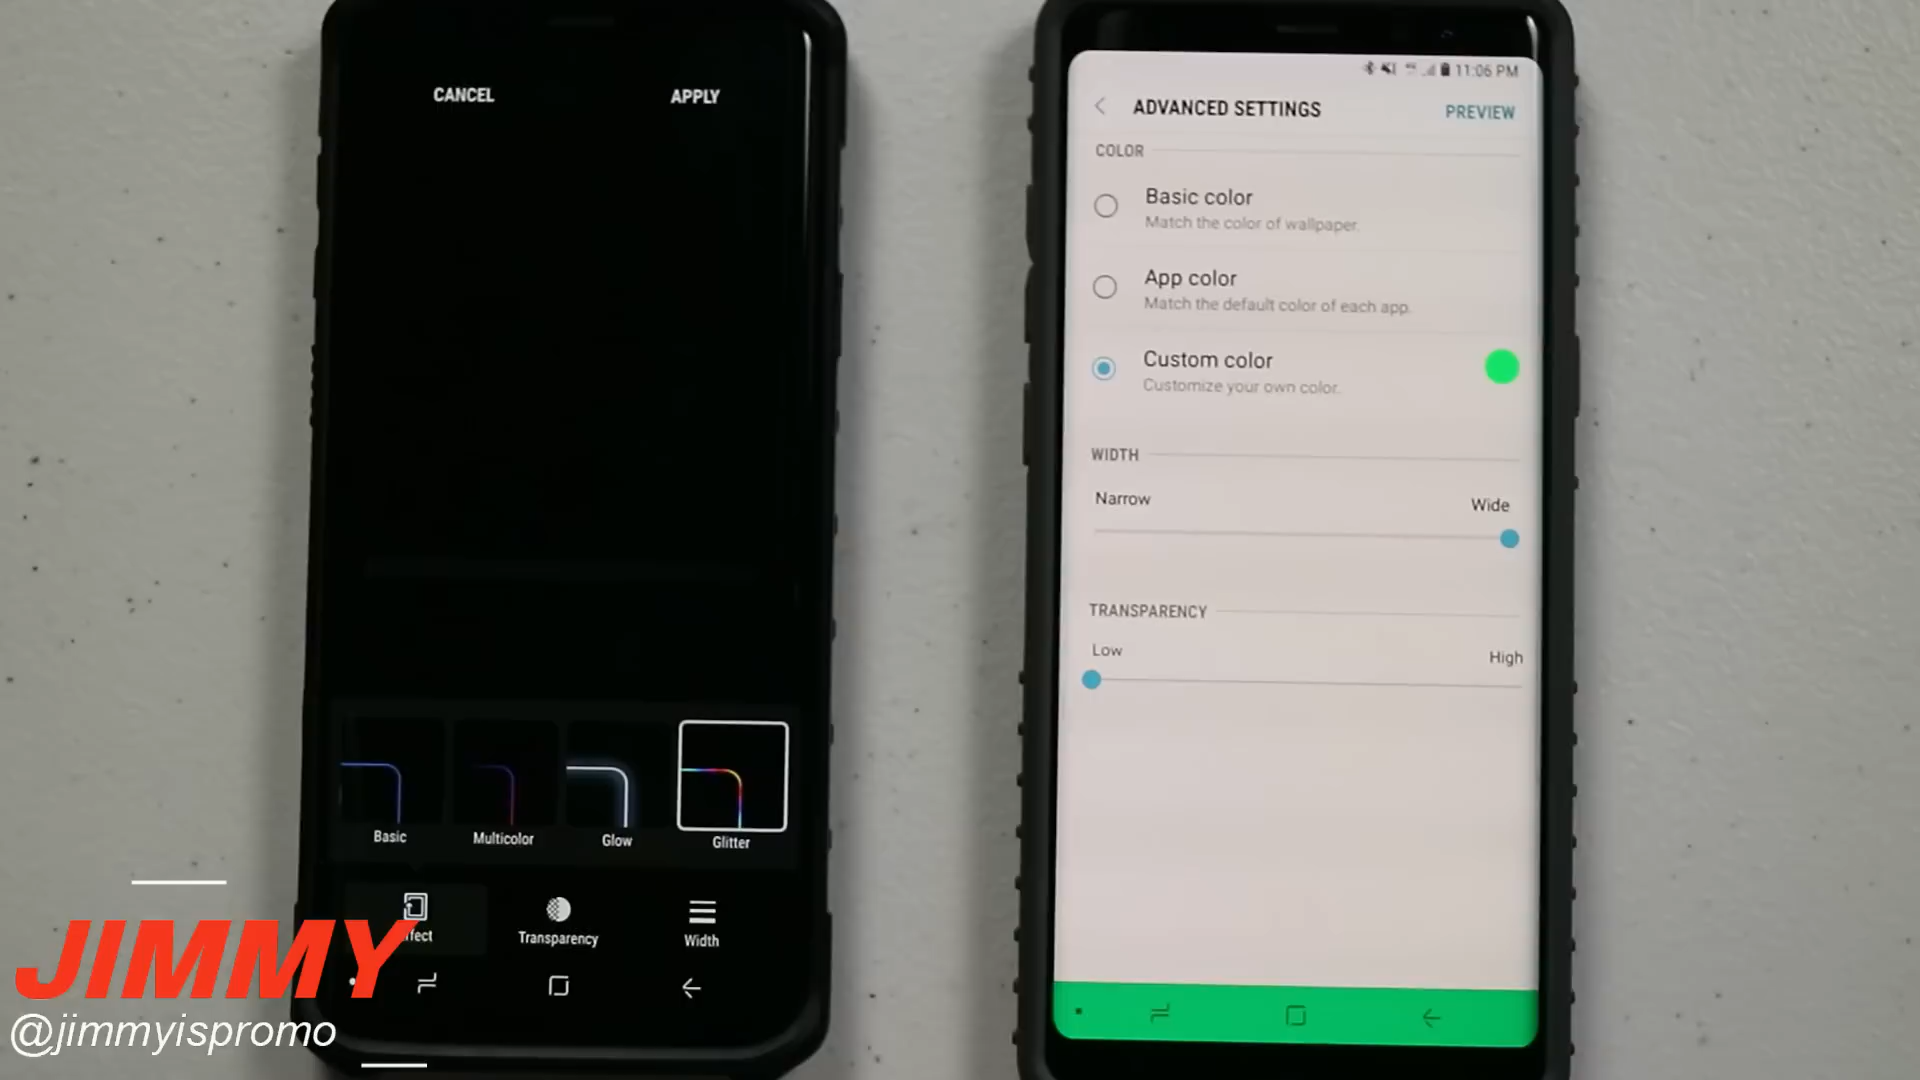 CANCEL
APPLY
Basic
Multicolor
Glow
Glitter
Transparency
Width
11:06 PM
ADVANCED SETTINGS
PREVIEW
COLOR
Basic color
Match the color of wallpaper.
App color
Match the default color of each app.
Custom color
Customize your own color.
WIDTH
Narrow
Wide
TRANSPARENCY
Low
High
JIMMY
@jimmyispromo